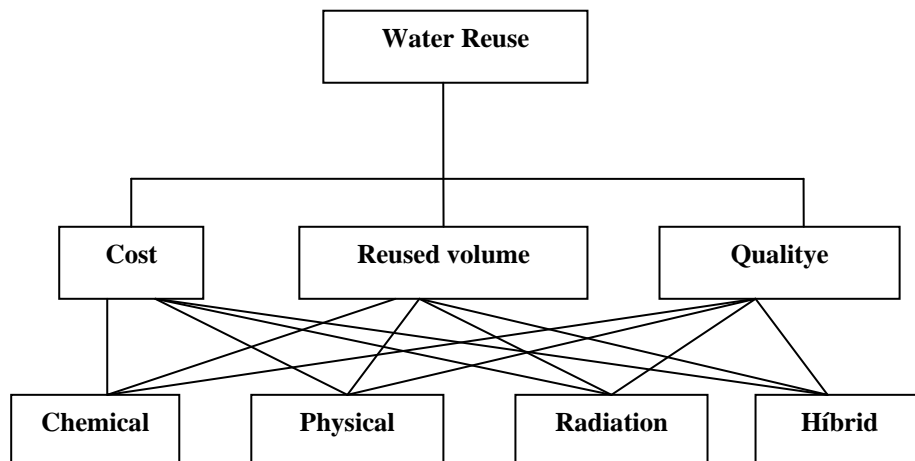 Water Reuse
Cost
Reused volume
Qualitye
Chemical
Physical
Radiation
Híbrid